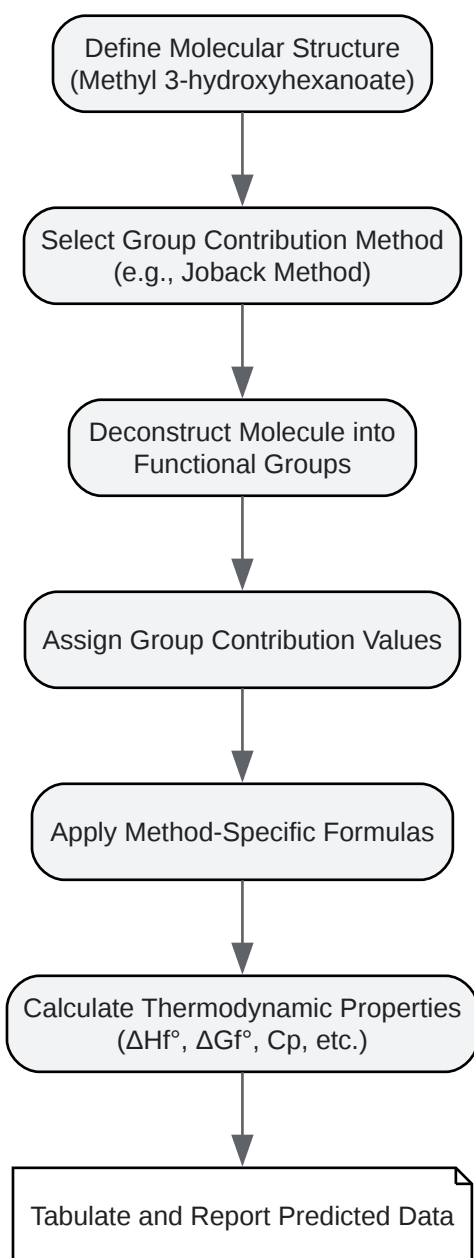 Define Molecular Structure
(Methyl 3-hydroxyhexanoate)
Select Group Contribution Method
(e.g., Joback Method)
Deconstruct Molecule into
Functional Groups
Assign Group Contribution Values
Apply Method-Specific Formulas
Calculate Thermodynamic Properties
(ΔHf°, ΔGf°, Cp, etc.)
Tabulate and Report Predicted Data